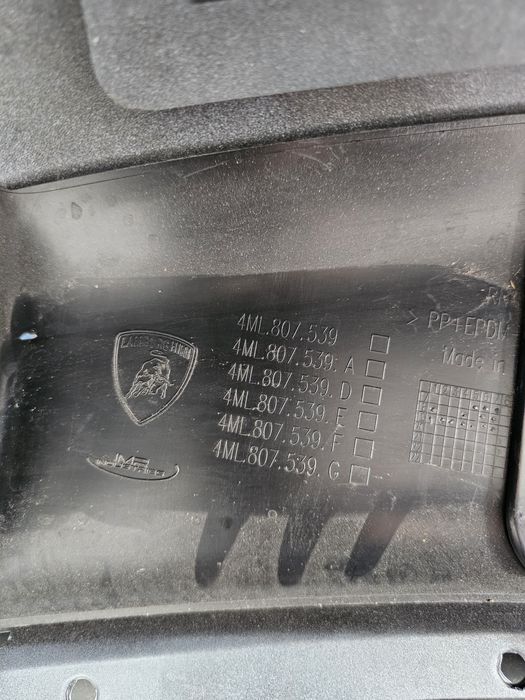 LAMBORGHINI
4ML.807.539
4ML.807.539. A
4ML.807.539. D
4ML.807.539. E
4ML.807.539. F
4ML.807.539. G
> PP+EPDM
Made in